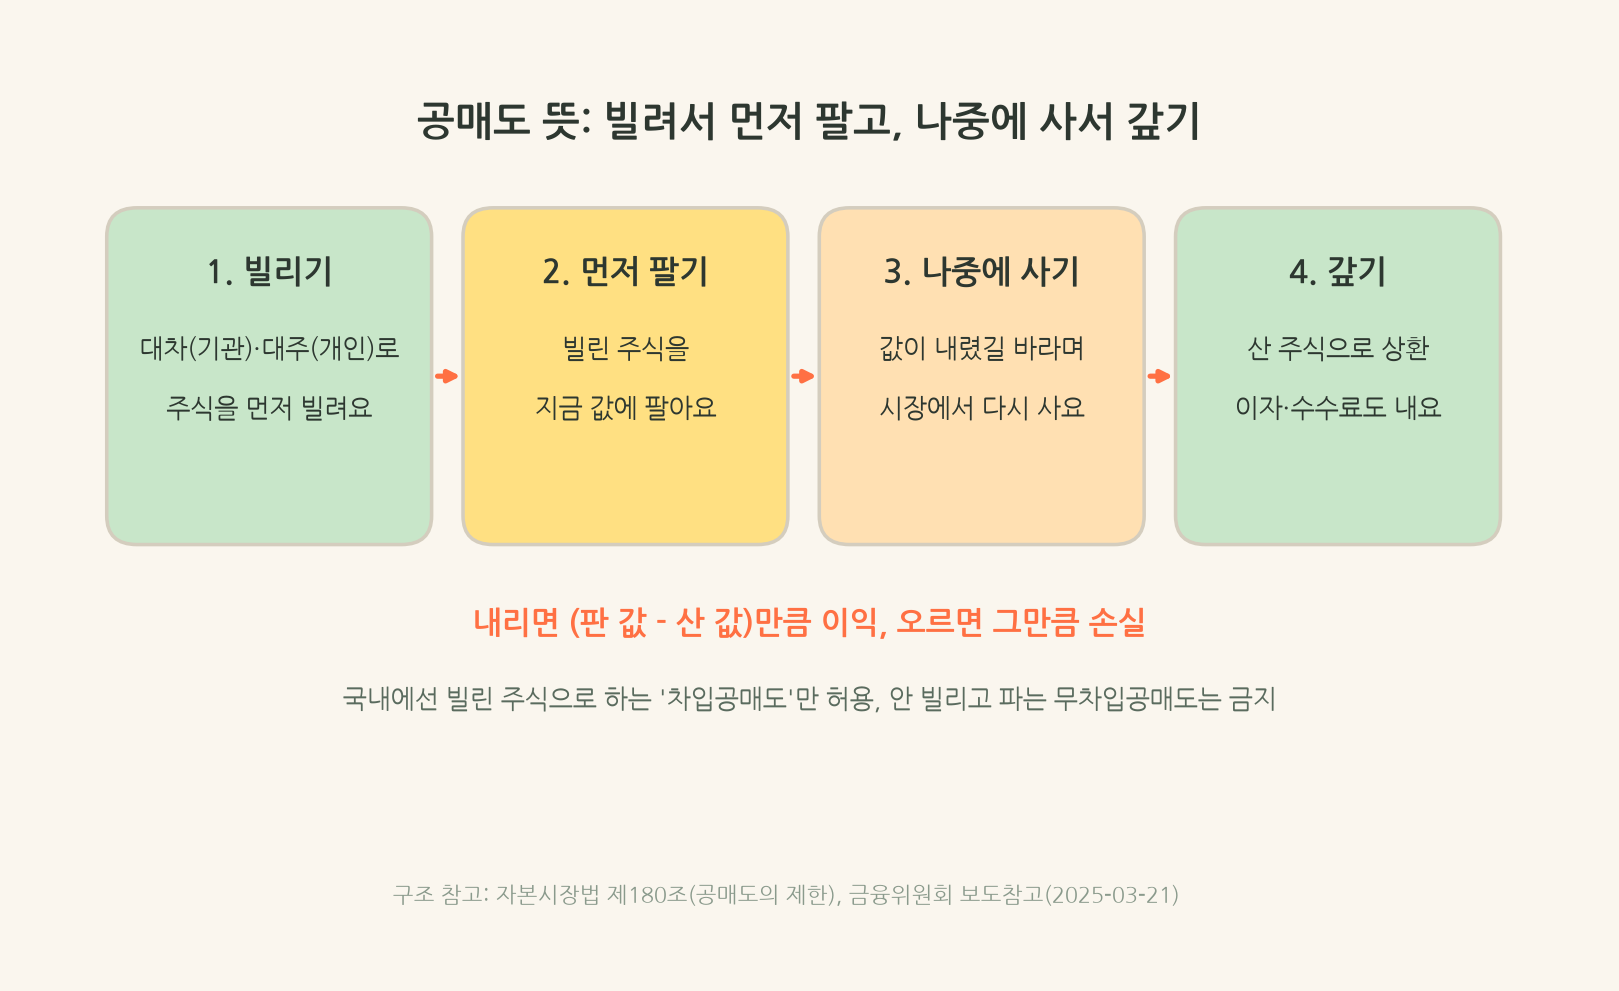 공매도 뜻: 빌려서 먼저 팔고, 나중에 사서 갚기
1. 빌리기
대차(기관)·대주(개인)로
주식을 먼저 빌려요
2. 먼저 팔기
빌린 주식을
지금 값에 팔아요
3. 나중에 사기
값이 내렸길 바라며
시장에서 다시 사요
4. 갚기
산 주식으로 상환
이자·수수료도 내요
내리면 (판 값 - 산 값)만큼 이익, 오르면 그만큼 손실
국내에선 빌린 주식으로 하는 '차입공매도'만 허용, 안 빌리고 파는 무차입공매도는 금지
구조 참고: 자본시장법 제180조(공매도의 제한), 금융위원회 보도참고(2025-03-21)